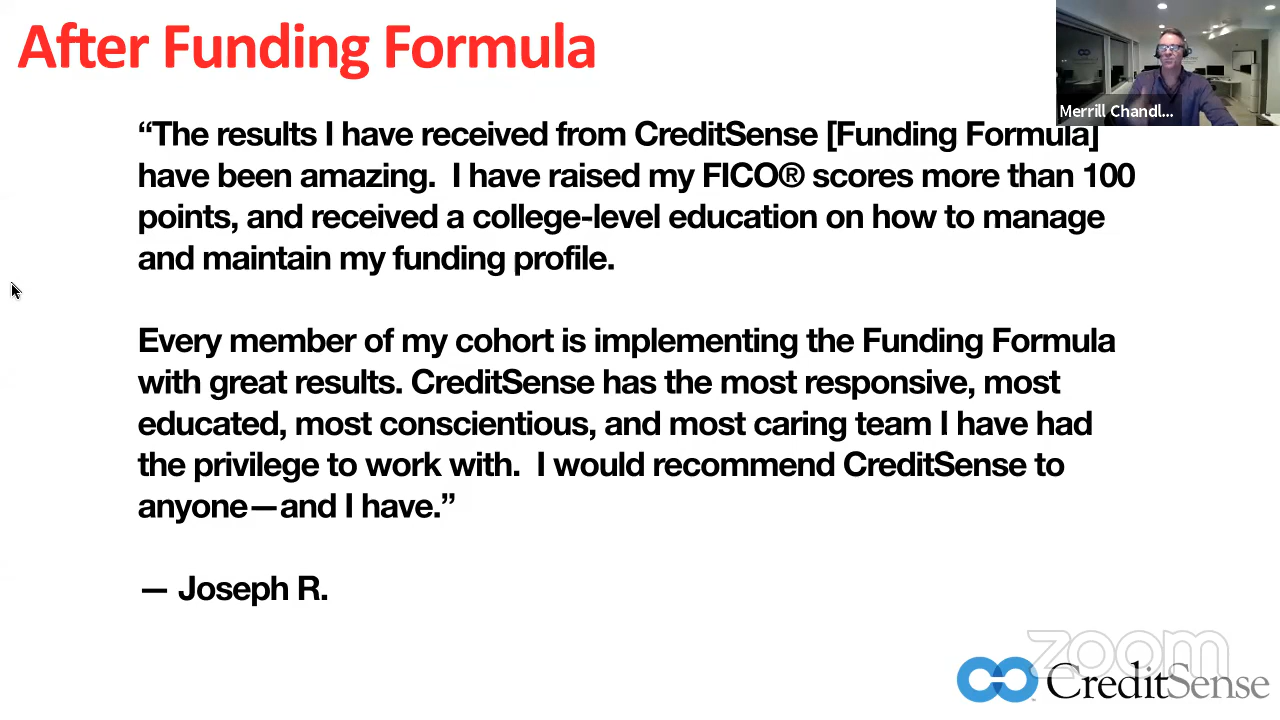 After Funding Formula
Merrill Chandl...
“The results I have received from CreditSense [Funding Formula]
have been amazing.  I have raised my FICO® scores more than 100
points, and received a college-level education on how to manage
and maintain my funding profile.
Every member of my cohort is implementing the Funding Formula
with great results. CreditSense has the most responsive, most
educated, most conscientious, and most caring team I have had
the privilege to work with.  I would recommend CreditSense to
anyone—and I have.”
— Joseph R.
zoom
CreditSense